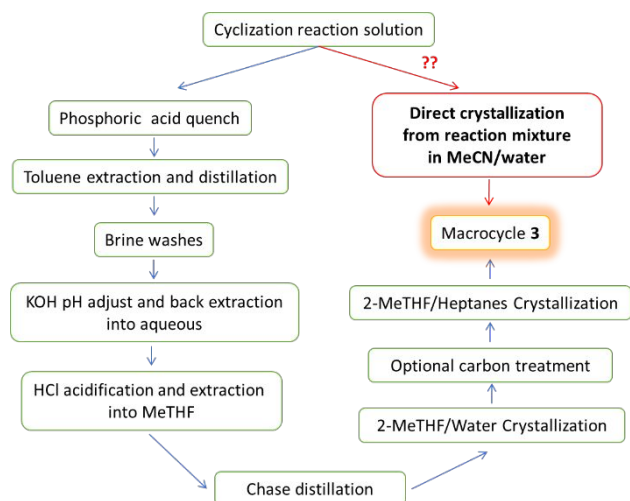 Cyclization reaction solution
??
Phosphoric acid quench
Toluene extraction and distillation
Brine washes
KOH pH adjust and back extraction
into aqueous
HCl acidification and extraction
into MeTHF
Chase distillation
Direct crystallization
from reaction mixture
in MeCN/water
Macrocycle 3
2-MeTHF/Heptanes Crystallization
Optional carbon treatment
2-MeTHF/Water Crystallization